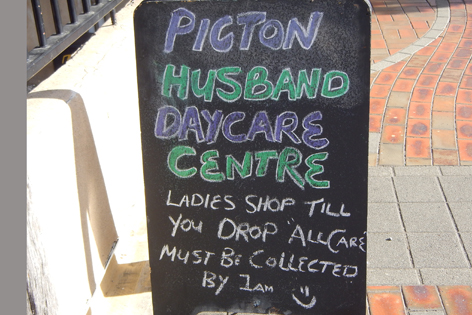 PICTON
HUSBAND
DAYCARE
CENTRE
LADIES SHOP TILL
YOU DROP "ALL CARE"
MUST BE COLLECTED
BY 1AM